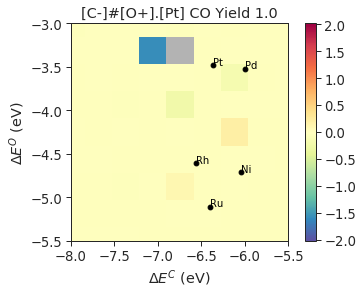 [C-]#[O+].[Pt] CO Yield 1.0
ΔE^O (eV)
−3.0
−3.5
−4.0
−4.5
−5.0
−5.5
Pt
Pd
Rh
Ni
Ru
−8.0 −7.5 −7.0 −6.5 −6.0 −5.5
ΔE^C (eV)
2.0
1.5
1.0
0.5
0.0
−0.5
−1.0
−1.5
−2.0